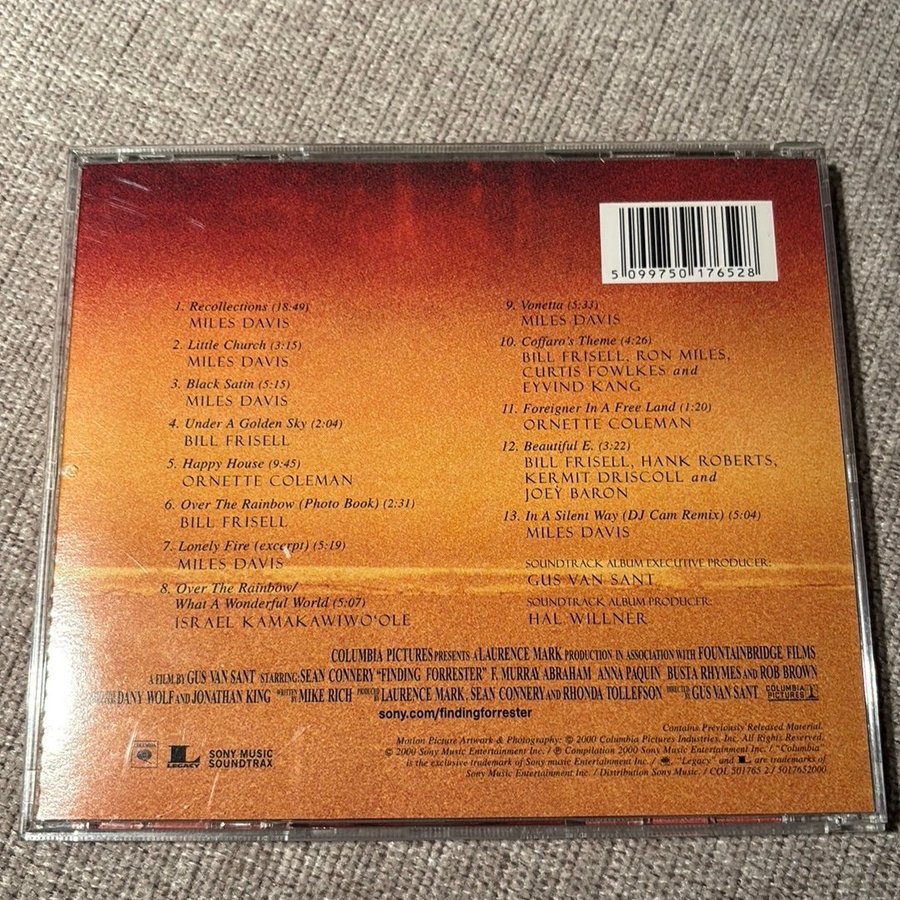 5 099750 176528
1. Recollections (18:49)
MILES DAVIS
2. Little Church (3:15)
MILES DAVIS
3. Black Satin (5:15)
MILES DAVIS
4. Under A Golden Sky (2:04)
BILL FRISELL
5. Happy House (9:45)
ORNETTE COLEMAN
6. Over The Rainbow (Photo Book) (2:31)
BILL FRISELL
7. Lonely Fire (excerpt) (5:19)
MILES DAVIS
8. Over The Rainbow/
What A Wonderful World (5:07)
ISRAEL KAMAKAWIWO'OLE
9. Vonetta (5:33)
MILES DAVIS
10. Coffaro's Theme (4:26)
BILL FRISELL, RON MILES,
CURTIS FOWLKES and
EYVIND KANG
11. Foreigner In A Free Land (1:20)
ORNETTE COLEMAN
12. Beautiful E. (3:22)
BILL FRISELL, HANK ROBERTS,
KERMIT DRISCOLL and
JOEY BARON
13. In A Silent Way (DJ Cam Remix) (5:04)
MILES DAVIS
SOUNDTRACK ALBUM EXECUTIVE PRODUCER:
GUS VAN SANT
SOUNDTRACK ALBUM PRODUCER:
HAL WILLNER
COLUMBIA PICTURES PRESENTS A LAURENCE MARK PRODUCTION IN ASSOCIATION WITH FOUNTAINBRIDGE FILMS
A FILM BY GUS VAN SANT STARRING: SEAN CONNERY "FINDING FORRESTER" F. MURRAY ABRAHAM ANNA PAQUIN BUSTA RHYMES AND ROB BROWN
DANY WOLF AND JONATHAN KING WRITTEN BY MIKE RICH PRODUCED BY LAURENCE MARK, SEAN CONNERY AND RHONDA TOLLEFSON DIRECTED BY GUS VAN SANT COLUMBIA PICTURES
sony.com/findingforrester
COLUMBIA
LEGACY
SONY MUSIC
SOUNDTRAX
Contains Previously Released Material.
Motion Picture Artwork & Photography: © 2000 Columbia Pictures Industries, Inc. All Rights Reserved.
© 2000 Sony Music Entertainment Inc. / ℗ Compilation 2000 Sony Music Entertainment Inc. / "Columbia"
is the exclusive trademark of Sony music Entertainment Inc. / , "Legacy" and L are trademarks of
Sony Music Entertainment Inc. / Distribution Sony Music. / COL 501765 2 / 5017652000